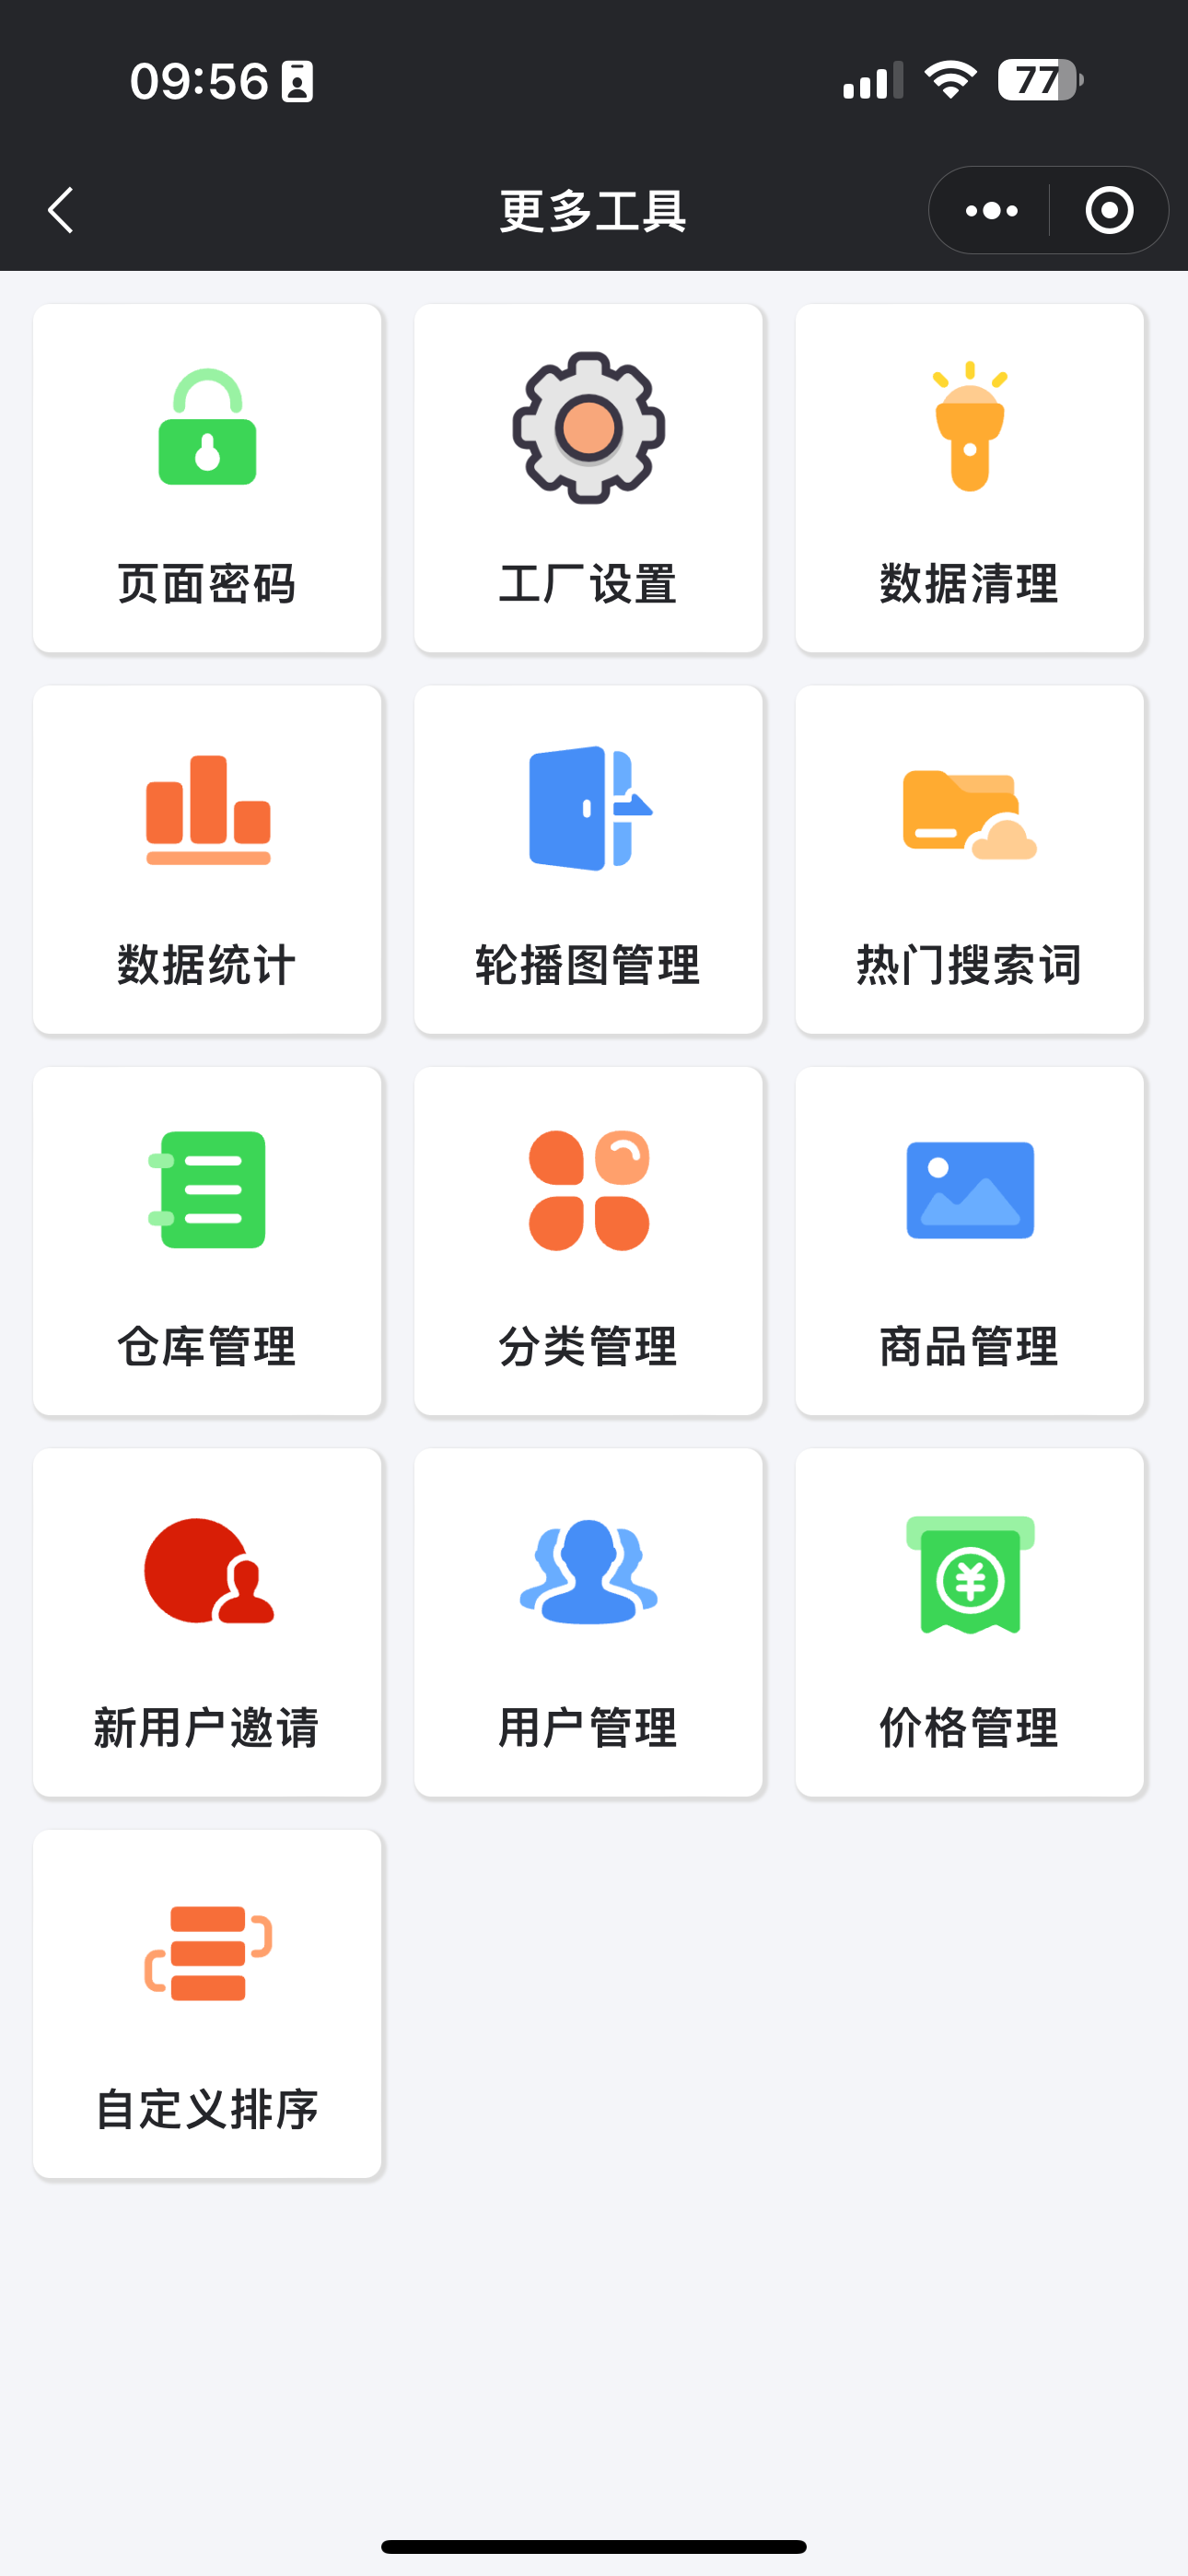 09:56
77
更多工具
页面密码
工厂设置
数据清理
数据统计
轮播图管理
热门搜索词
仓库管理
分类管理
商品管理
新用户邀请
用户管理
¥
价格管理
自定义排序